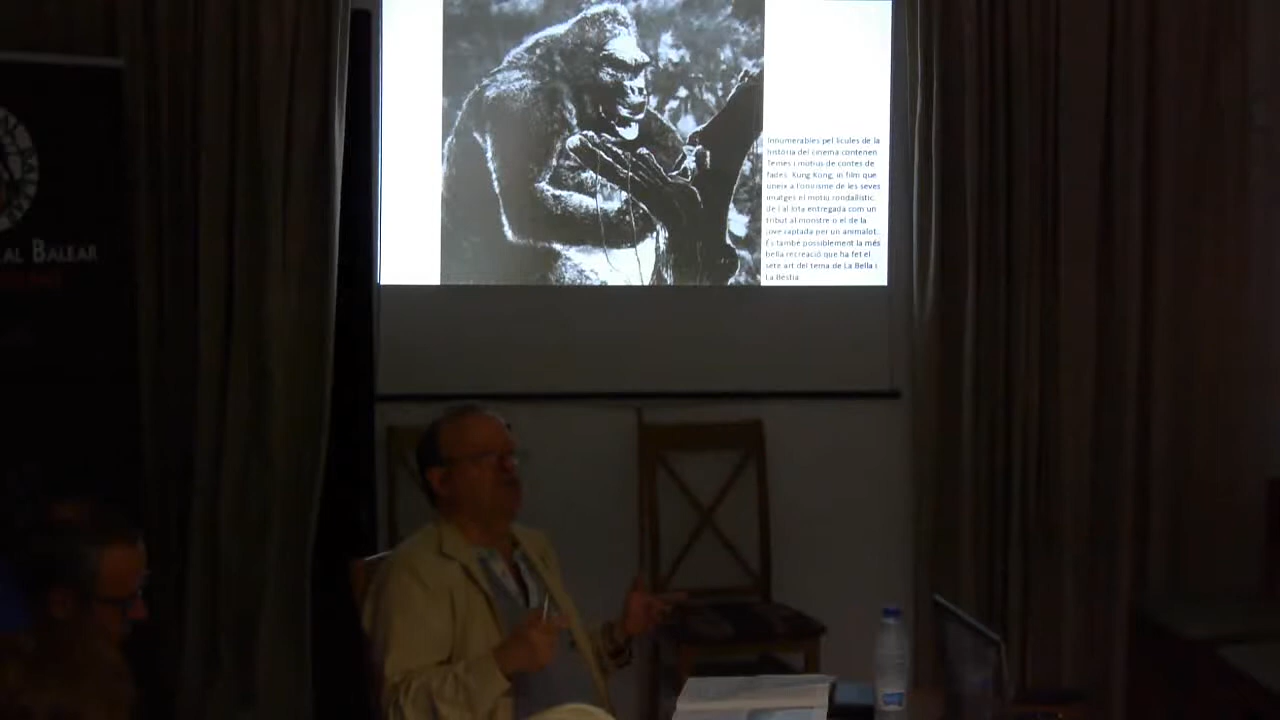 AL BALEAR
Innumerables pel·lícules de la
història del cinema contenen
Temes i motius de contes de
fades. Kung Kong, in film que
uneix a l'onirisme de les seves
imatges el motiu rondallístic
de l'al·lota entregada com un
tribut al monstre o el de la
jove raptada per un animalot.
És també possiblement la més
bella recreació que ha fet el
setè art del tema de La Bella i
La Bèstia